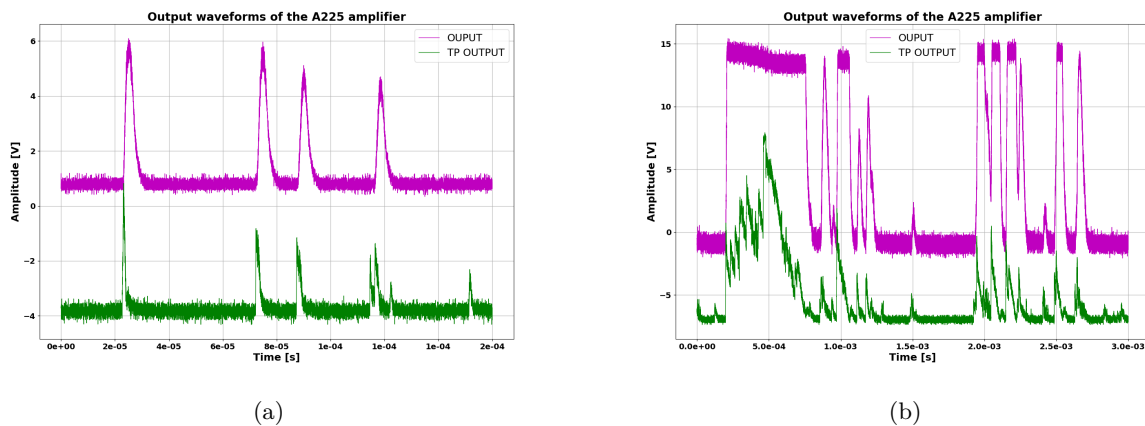 Output waveforms of the A225 amplifier
OUPUT
TP OUTPUT
Amplitude [V]
6
4
2
0
−2
−4
0e+00 2e-05 4e-05 6e-05 8e-05 1e-04 1e-04 1e-04 2e-04
Time [s]
(a)
Output waveforms of the A225 amplifier
OUPUT
TP OUTPUT
Amplitude [V]
15
10
5
0
−5
0.0e+00 5.0e-04 1.0e-03 1.5e-03 2.0e-03 2.5e-03 3.0e-03
Time [s]
(b)